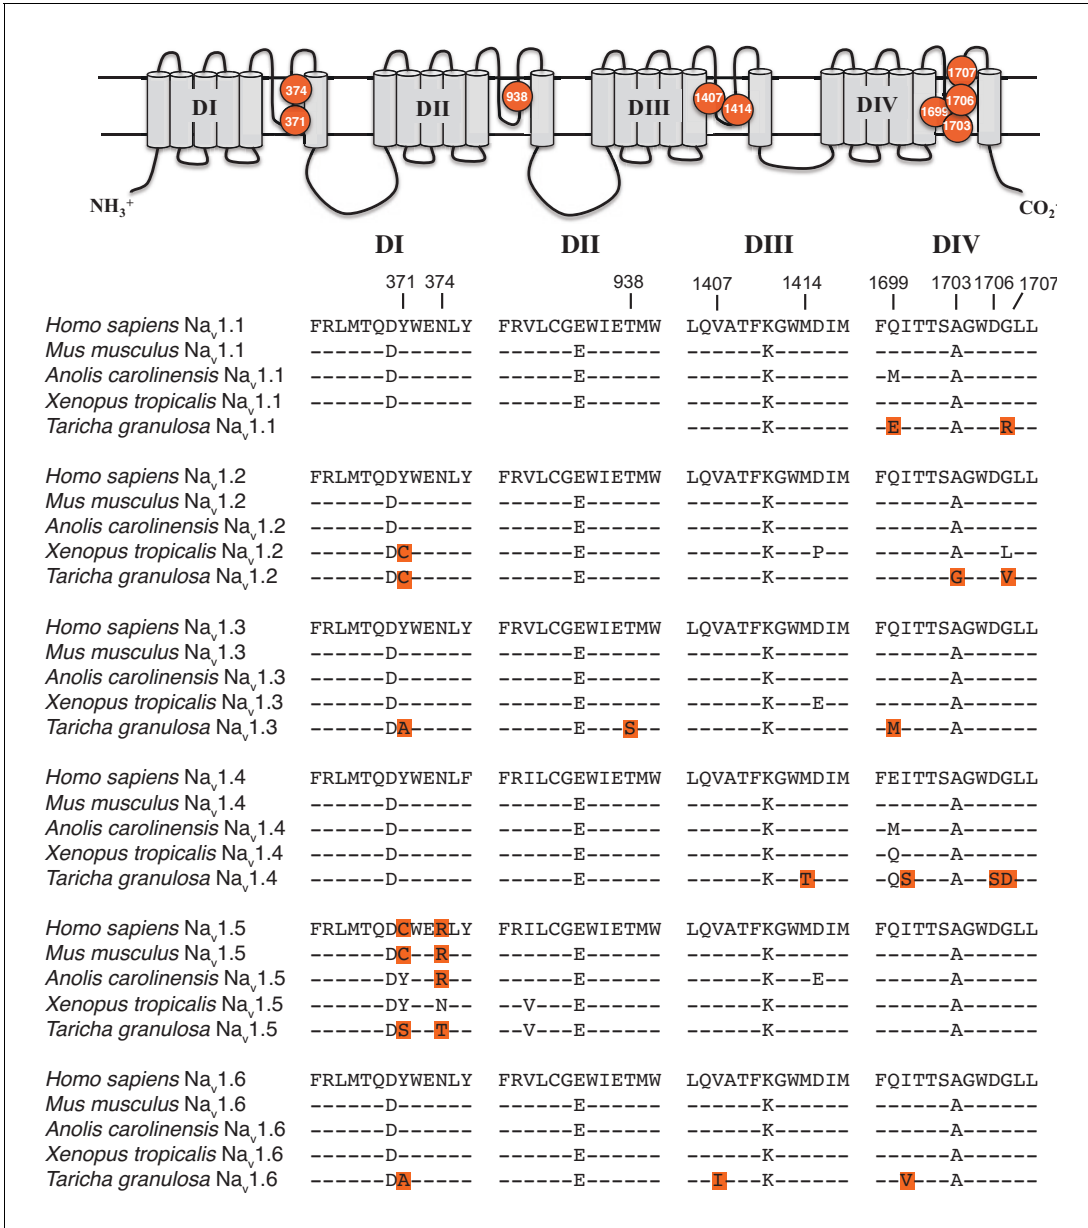 DI DII DIII DIV
374 371 938 1407 1414 1699 1707 1706 1703
NH₃⁺ CO₂⁻
DI DII DIII DIV
371 374 938 1407 1414 1699 1703 1706 1707
Homo sapiens Naᵥ1.1 FRLMTQDYWENLY FRVLCGEWIETMW LQVATFKGWMDIM FQITTSAGWDGLL
Mus musculus Naᵥ1.1 ------D------ ------E------ ------K------ ------A------
Anolis carolinensis Naᵥ1.1 ------D------ ------E------ ------K------ -M----A------
Xenopus tropicalis Naᵥ1.1 ------D------ ------E------ ------K------ ------A------
Taricha granulosa Naᵥ1.1 ------K------ -E----A---R--
Homo sapiens Naᵥ1.2 FRLMTQDYWENLY FRVLCGEWIETMW LQVATFKGWMDIM FQITTSAGWDGLL
Mus musculus Naᵥ1.2 ------D------ ------E------ ------K------ ------A------
Anolis carolinensis Naᵥ1.2 ------D------ ------E------ ------K------ ------A------
Xenopus tropicalis Naᵥ1.2 ------DC----- ------E------ ------K---P-- ------A---L--
Taricha granulosa Naᵥ1.2 ------DC----- ------E------ ------K------ ------G---V--
Homo sapiens Naᵥ1.3 FRLMTQDYWENLY FRVLCGEWIETMW LQVATFKGWMDIM FQITTSAGWDGLL
Mus musculus Naᵥ1.3 ------D------ ------E------ ------K------ ------A------
Anolis carolinensis Naᵥ1.3 ------D------ ------E------ ------K------ ------A------
Xenopus tropicalis Naᵥ1.3 ------D------ ------E------ ------K---E-- ------A------
Taricha granulosa Naᵥ1.3 ------DA----- ------E---S-- ------K------ -M----A------
Homo sapiens Naᵥ1.4 FRLMTQDYWENLF FRILCGEWIETMW LQVATFKGWMDIM FEITTSAGWDGLL
Mus musculus Naᵥ1.4 ------D------ ------E------ ------K------ ------A------
Anolis carolinensis Naᵥ1.4 ------D------ ------E------ ------K------ -M----A------
Xenopus tropicalis Naᵥ1.4 ------D------ ------E------ ------K------ -Q----A------
Taricha granulosa Naᵥ1.4 ------D------ ------E------ ------K--T--- -QS---A--SD--
Homo sapiens Naᵥ1.5 FRLMTQDCWERLY FRILCGEWIETMW LQVATFKGWMDIM FQITTSAGWDGLL
Mus musculus Naᵥ1.5 ------DC--R-- ------E------ ------K------ ------A------
Anolis carolinensis Naᵥ1.5 ------DY--R-- ------E------ ------K---E-- ------A------
Xenopus tropicalis Naᵥ1.5 ------DY--N-- --V---E------ ------K------ ------A------
Taricha granulosa Naᵥ1.5 ------DS--T-- --V---E------ ------K------ ------A------
Homo sapiens Naᵥ1.6 FRLMTQDYWENLY FRVLCGEWIETMW LQVATFKGWMDIM FQITTSAGWDGLL
Mus musculus Naᵥ1.6 ------D------ ------E------ ------K------ ------A------
Anolis carolinensis Naᵥ1.6 ------D------ ------E------ ------K------ ------A------
Xenopus tropicalis Naᵥ1.6 ------D------ ------E------ ------K------ ------A------
Taricha granulosa Naᵥ1.6 ------DA----- ------E------ --I---K------ --V---A------